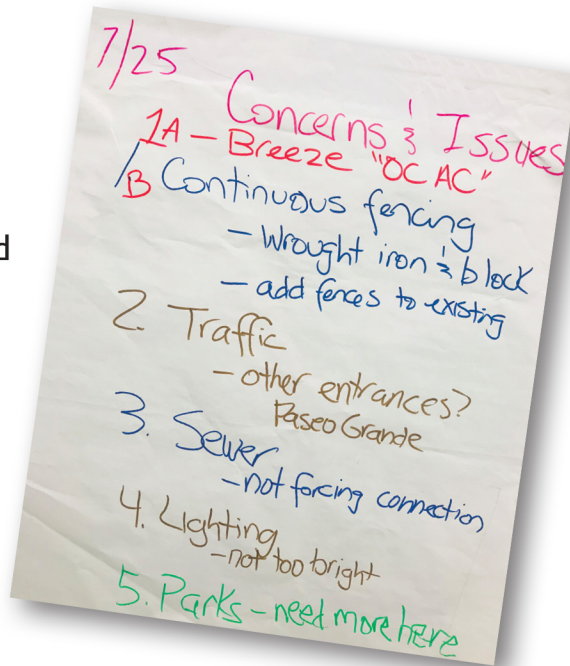 7/25
Concerns & Issues
1A - Breeze "OC AC"
1B Continuous fencing
- Wrought iron & block
- add fences to existing
2. Traffic
- other entrances?
Paseo Grande
3. Sewer
- not forcing connection
4. Lighting
- not too bright
5. Parks - need more here
d